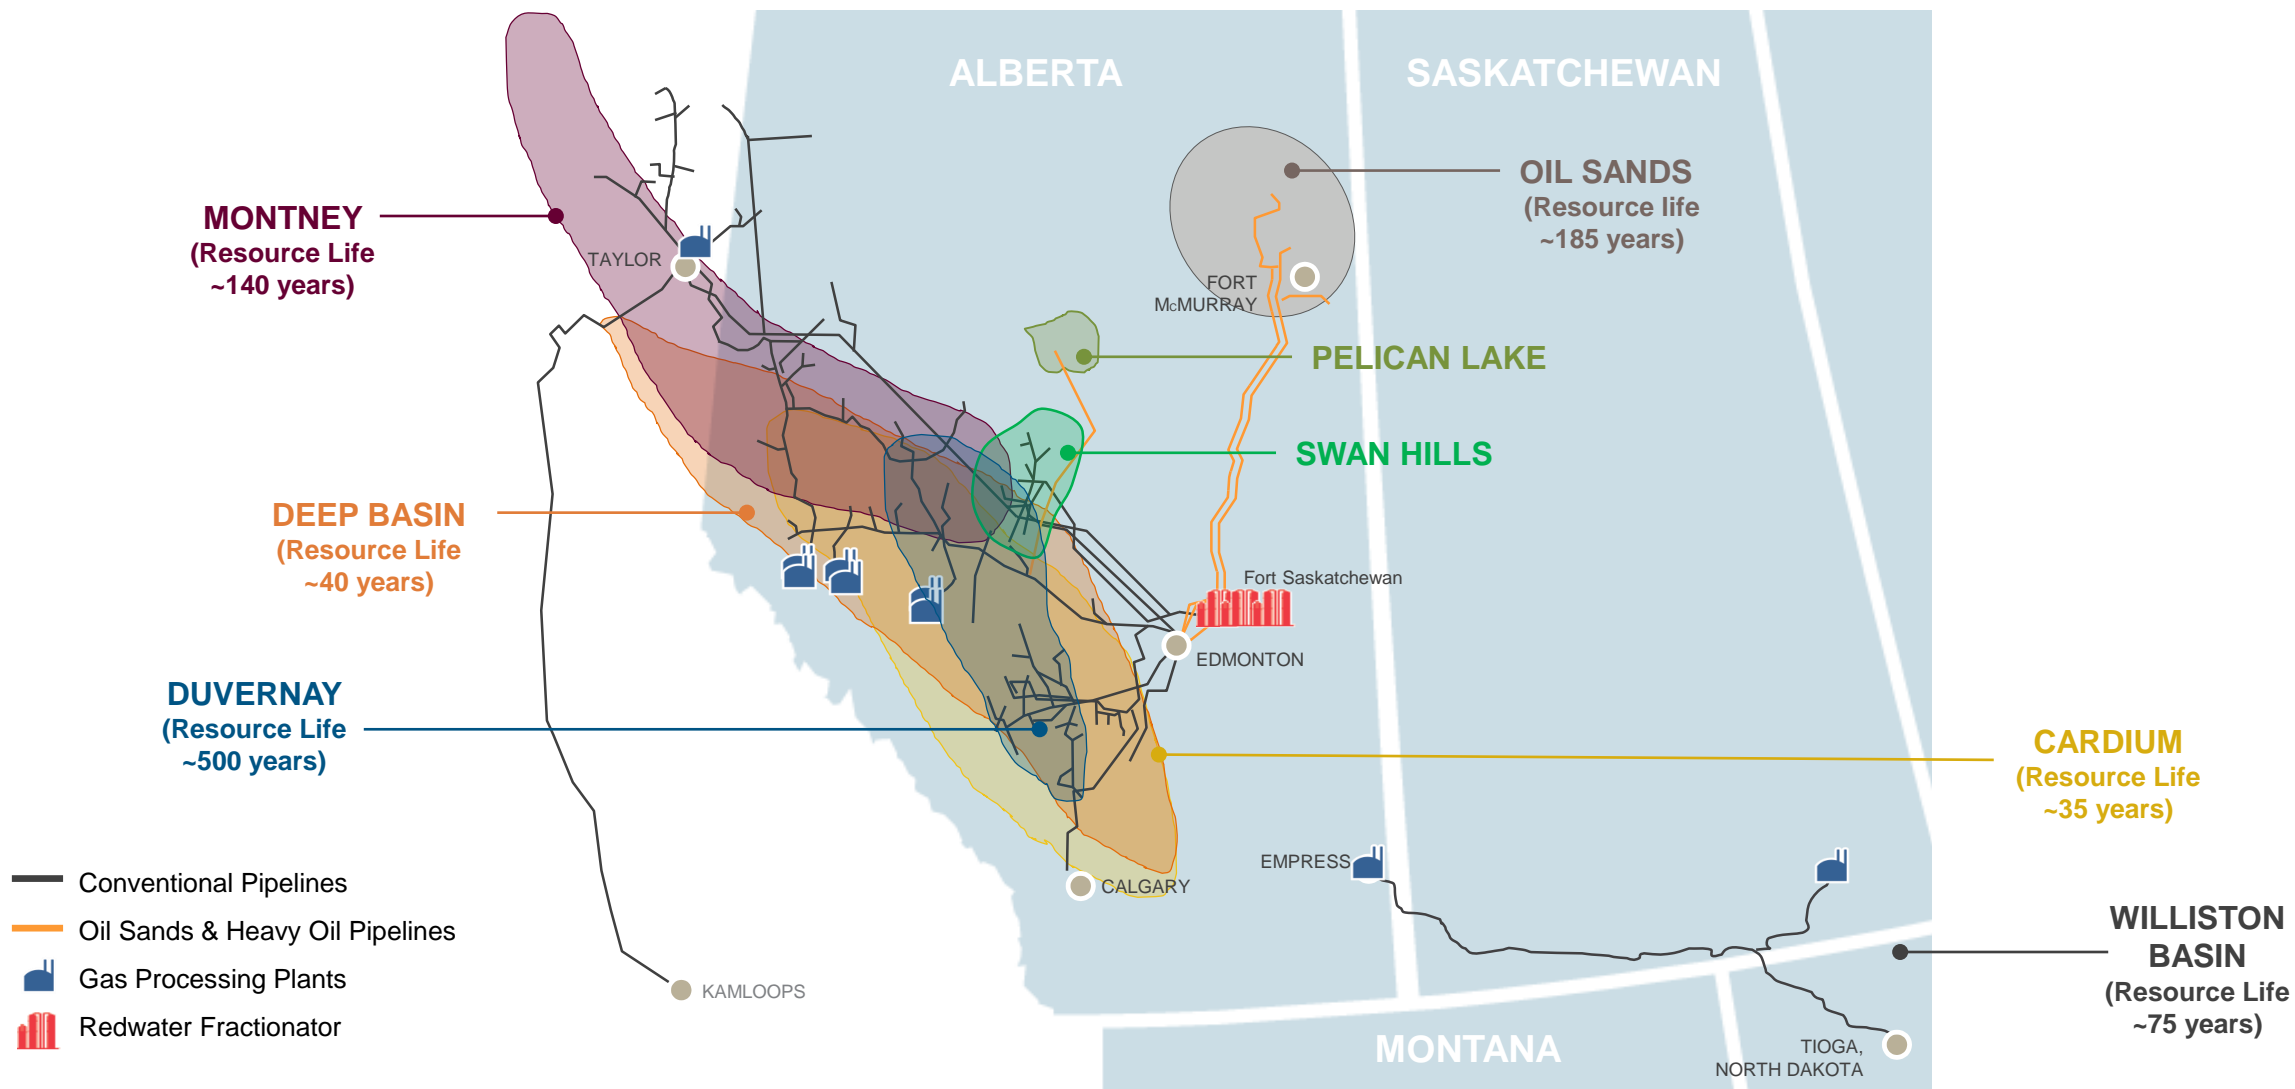 ALBERTA
SASKATCHEWAN
OIL SANDS
(Resource life
~185 years)
MONTNEY
(Resource Life
~140 years)
TAYLOR
FORT
McMURRAY
PELICAN LAKE
SWAN HILLS
DEEP BASIN
(Resource Life
~40 years)
Fort Saskatchewan
EDMONTON
DUVERNAY
(Resource Life
~500 years)
CARDIUM
(Resource Life
~35 years)
EMPRESS
CALGARY
Conventional Pipelines
Oil Sands & Heavy Oil Pipelines
Gas Processing Plants
Redwater Fractionator
KAMLOOPS
WILLISTON
BASIN
(Resource Life
~75 years)
MONTANA
TIOGA,
NORTH DAKOTA